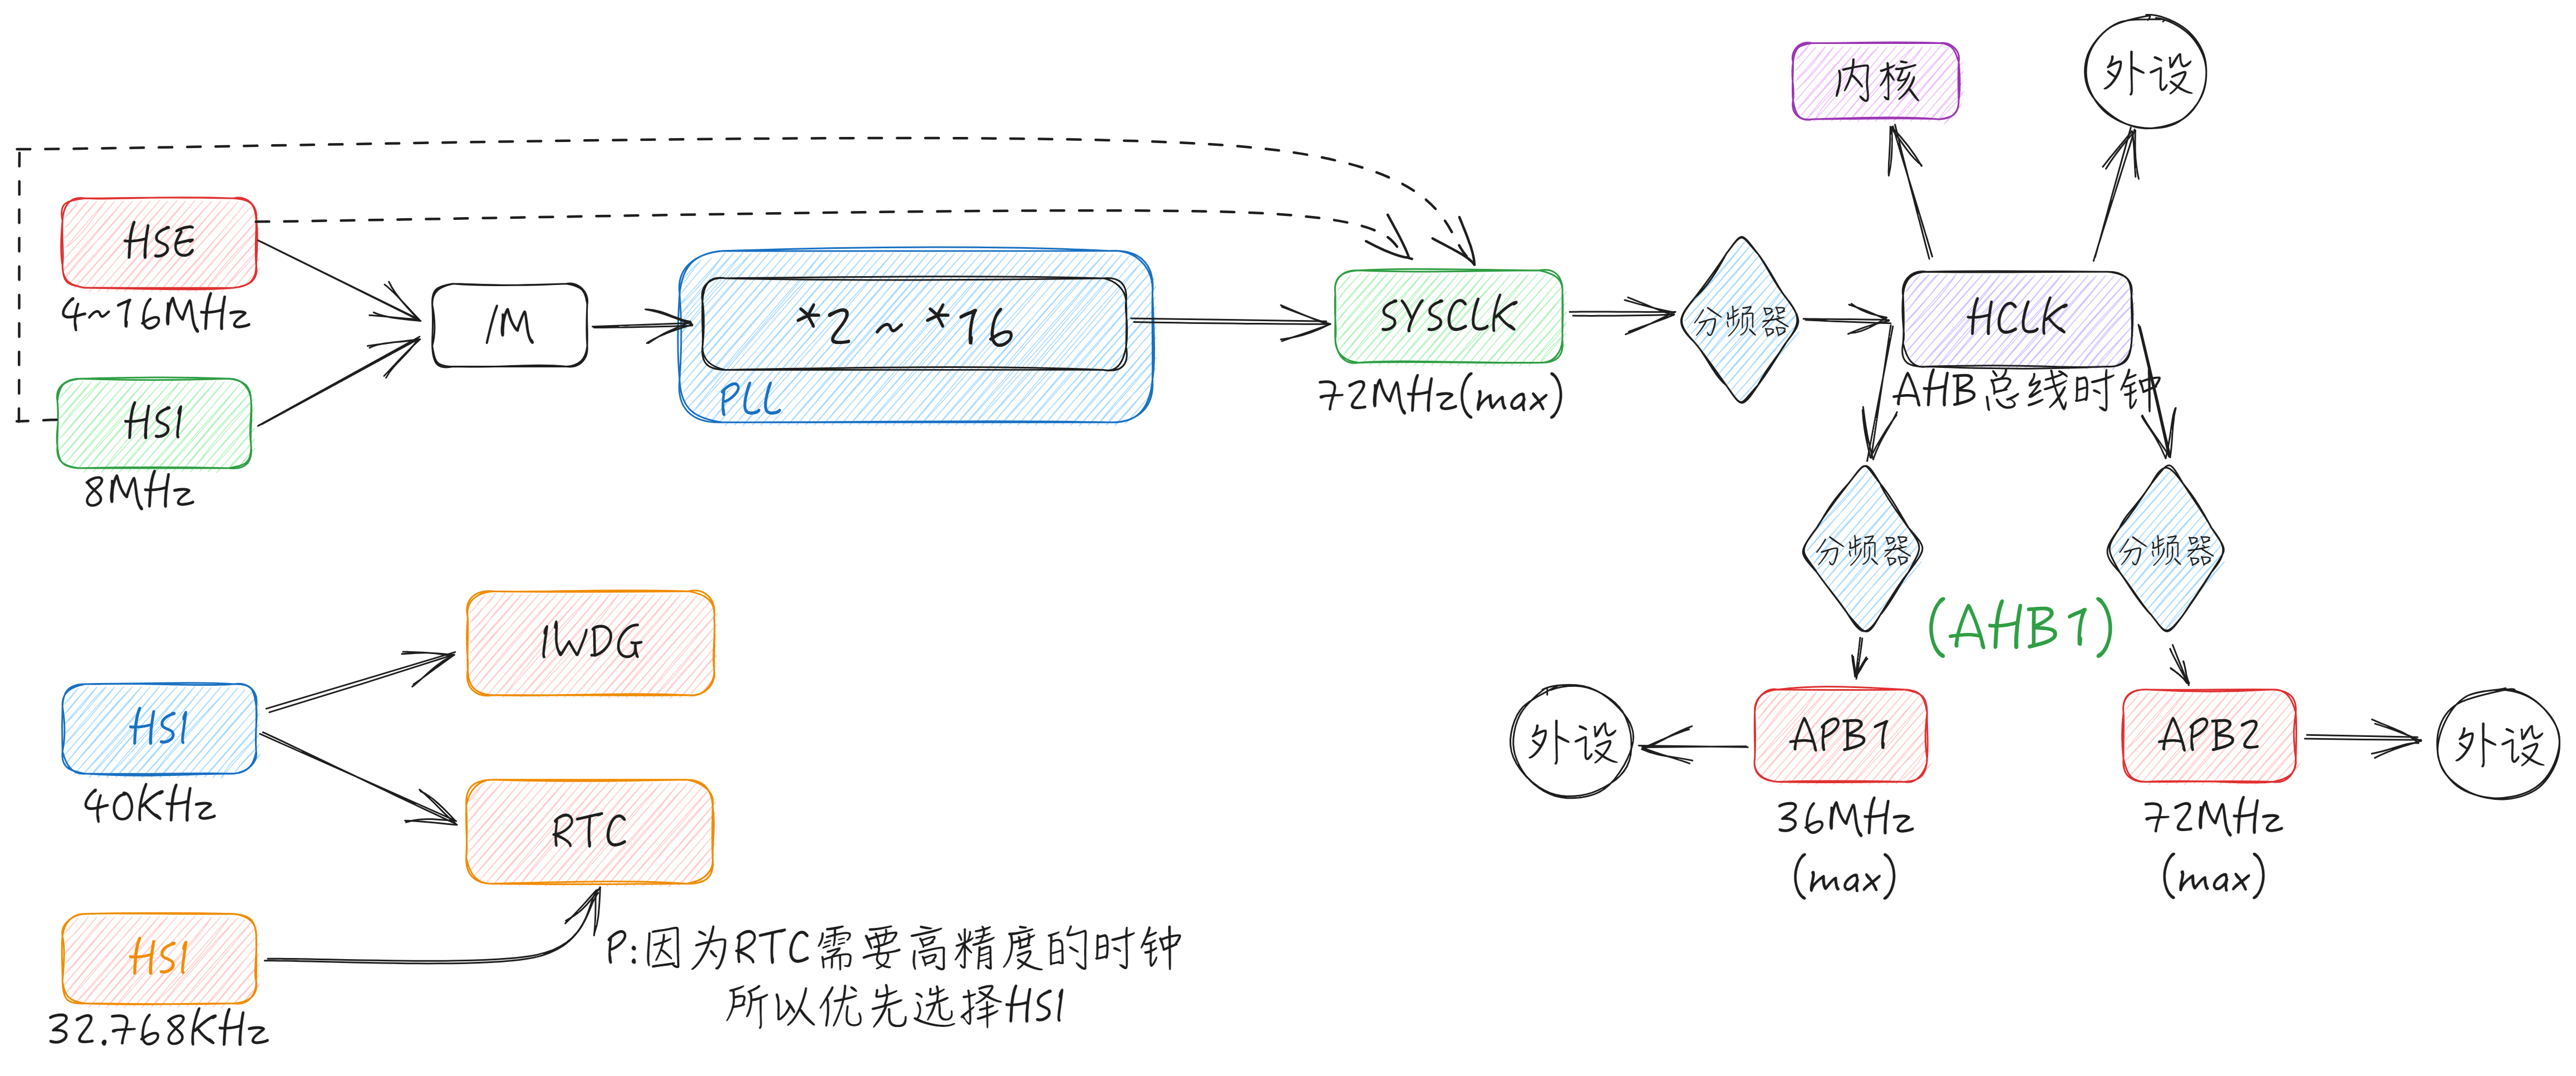 内核
外设
HSE
4~16MHz
HSI
8MHz
/M
*2 ~ *16
PLL
SYSCLK
72MHz(max)
分频器
HCLK
AHB总线时钟
分频器
分频器
(AHB1)
IWDG
HSI
40KHz
RTC
外设
APB1
36MHz
(max)
APB2
72MHz
(max)
外设
HSI
32.768KHz
P:因为RTC需要高精度的时钟
所以优先选择HSI